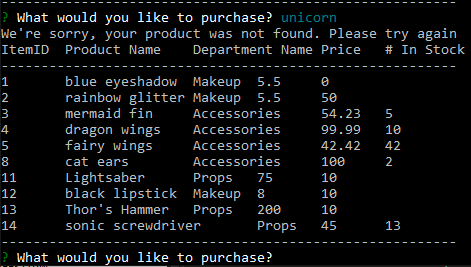 ? What would you like to purchase? unicorn
We're sorry, your product was not found. Please try again
ItemID  Product Name    Department Name Price   # In Stock
---------------------------------------------------------
1       blue eyeshadow  Makeup  5.5     0
2       rainbow glitter Makeup  5.5     50
3       mermaid fin     Accessories     54.23   5
4       dragon wings    Accessories     99.99   10
5       fairy wings     Accessories     42.42   42
8       cat ears        Accessories     100     2
11      Lightsaber      Props   75      10
12      black lipstick  Makeup  8       10
13      Thor's Hammer   Props   200     10
14      sonic screwdriver       Props   45      13
---------------------------------------------------------
? What would you like to purchase?